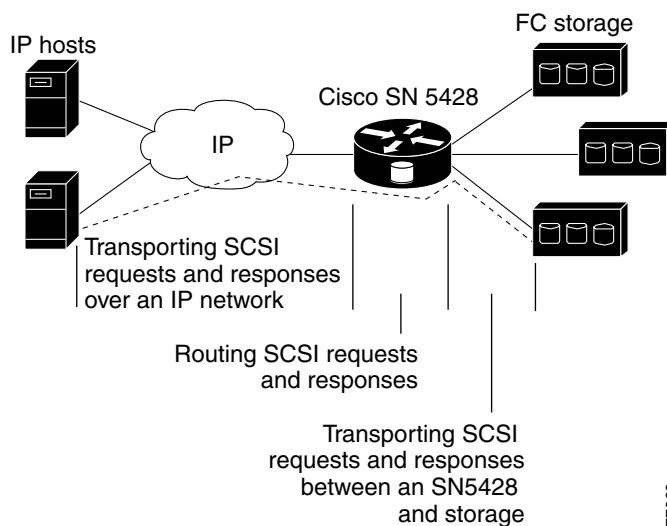 IP hosts
FC storage
Cisco SN 5428
IP
Transporting SCSI
requests and responses
over an IP network
Routing SCSI requests
and responses
Transporting SCSI
requests and responses
between an SN5428
and storage